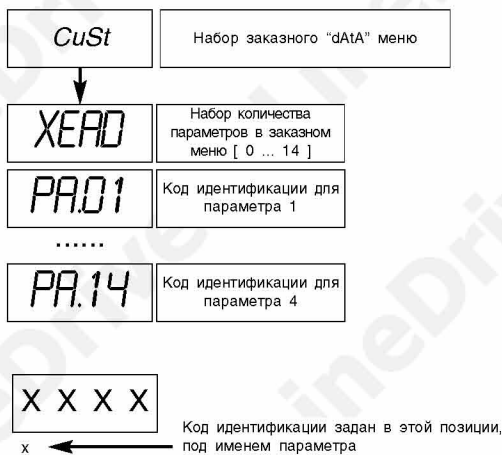 CuSt
Набор заказного "dAtA" меню
XEAD
Набор количества
параметров в заказном
меню [ 0 ... 14 ]
PA.01
Код идентификации для
параметра 1
......
PA.14
Код идентификации для
параметра 4
X X X X
Код идентификации задан в этой позиции,
x под именем параметра